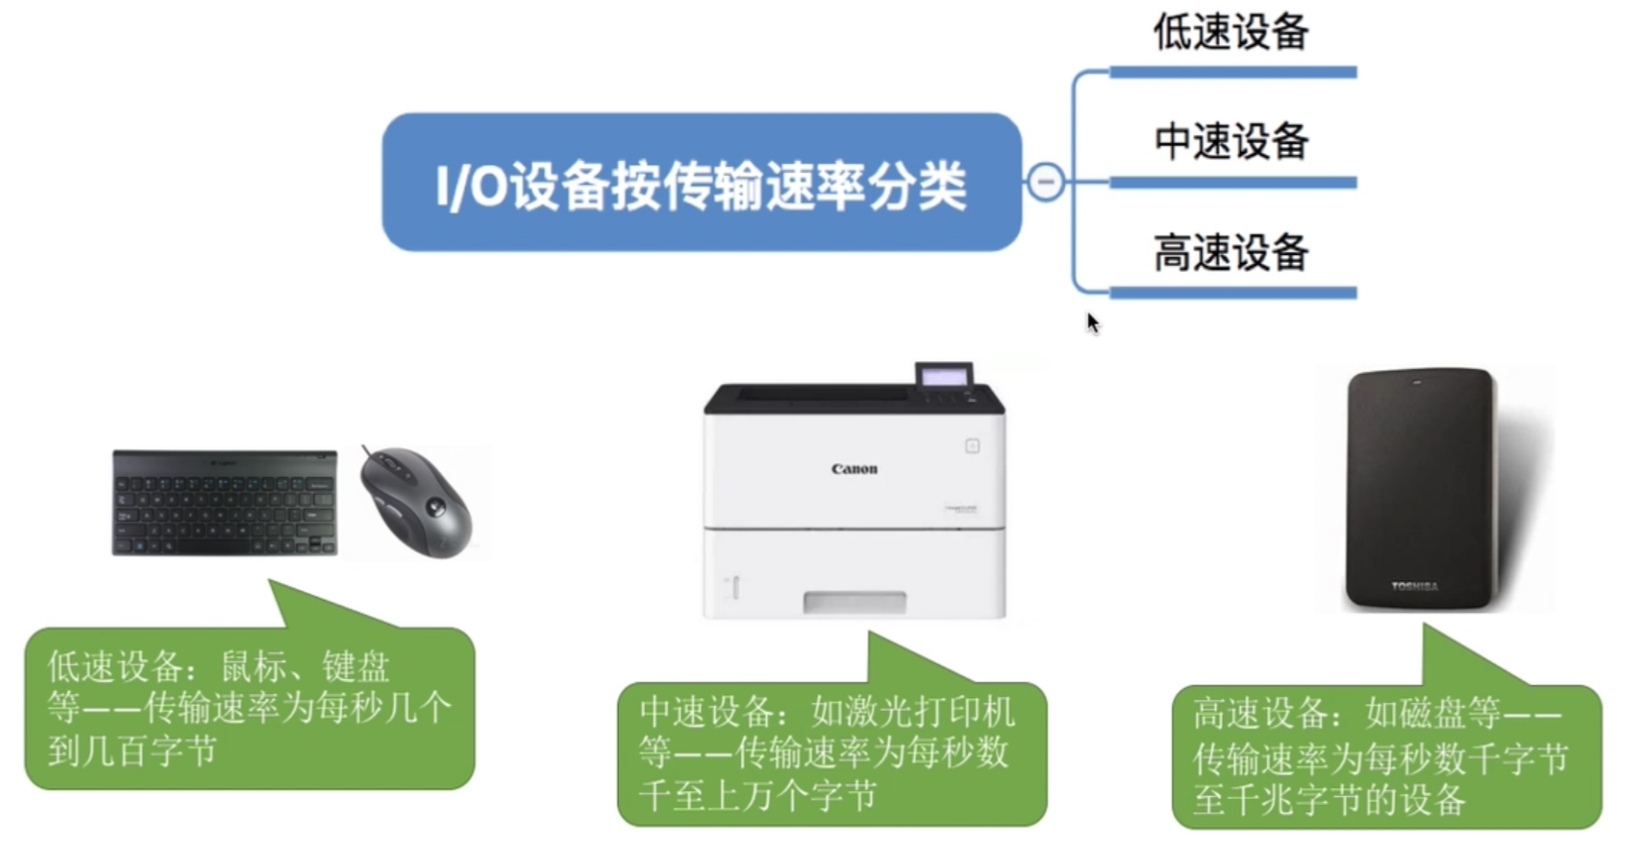 低速设备
中速设备
I/O设备按传输速率分类
高速设备
Canon
TOSHIBA
低速设备：鼠标、键盘
等——传输速率为每秒几个
到几百字节
中速设备：如激光打印机
等——传输速率为每秒数
千至上万个字节
高速设备：如磁盘等——
传输速率为每秒数千字节
至千兆字节的设备